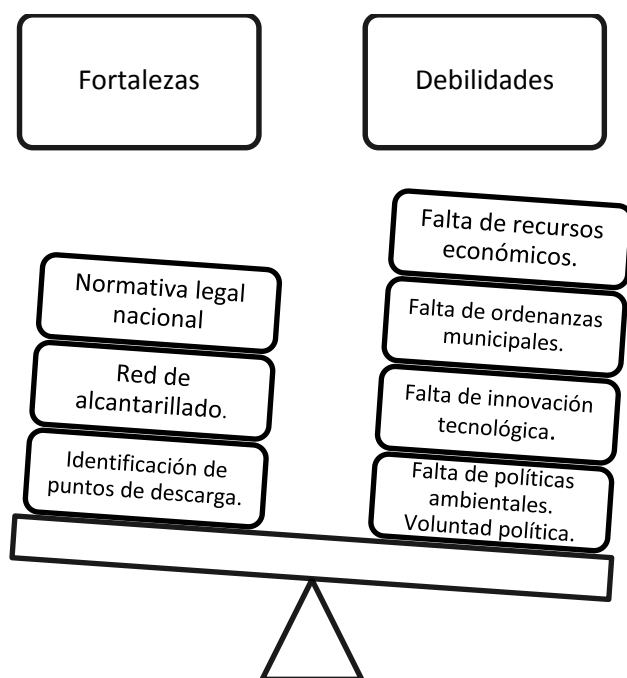 Fortalezas
Debilidades
Normativa legal
nacional
Red de
alcantarillado.
Identificación de
puntos de descarga.
Falta de recursos
económicos.
Falta de ordenanzas
municipales.
Falta de innovación
tecnológica.
Falta de políticas
ambientales.
Voluntad política.